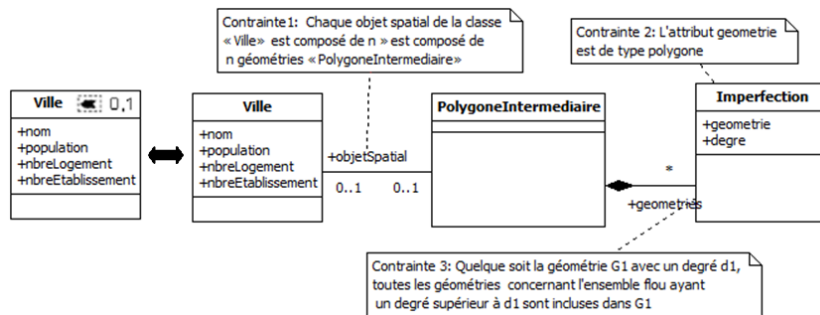 Contrainte1: Chaque objet spatial de la classe
« Ville» est composé de n » est composé de
n géométries «PolygoneIntermediaire»
Contrainte 2: L'attribut geometrie
est de type polygone
Ville 0,1
+nom
+population
+nbreLogement
+nbreEtablissement
Ville
+nom
+population
+nbreLogement
+nbreEtablissement
+objetSpatial
0..1 0..1
PolygoneIntermediaire
*
+geometriés
Imperfection
+geometrie
+degre
Contrainte 3: Quelque soit la géométrie G1 avec un degré d1,
toutes les géométries concernant l'ensemble flou ayant
un degré supérieur à d1 sont incluses dans G1